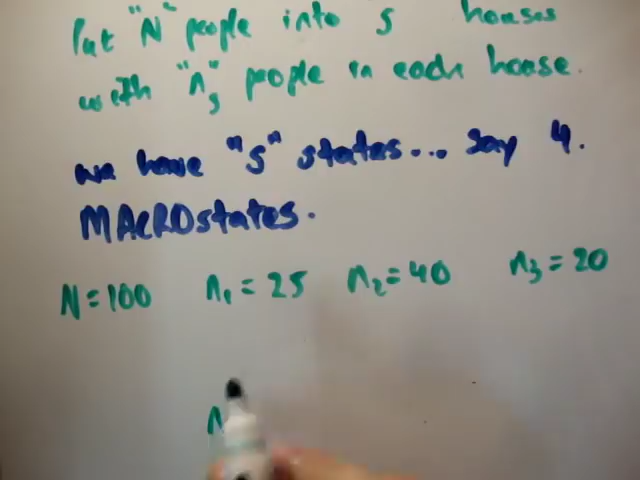 Put "N" people into s houses
with "ns" people in each house.
we have "s" states... say 4.
MACROstates.
N=100 n1=25 n2=40 n3=20
n